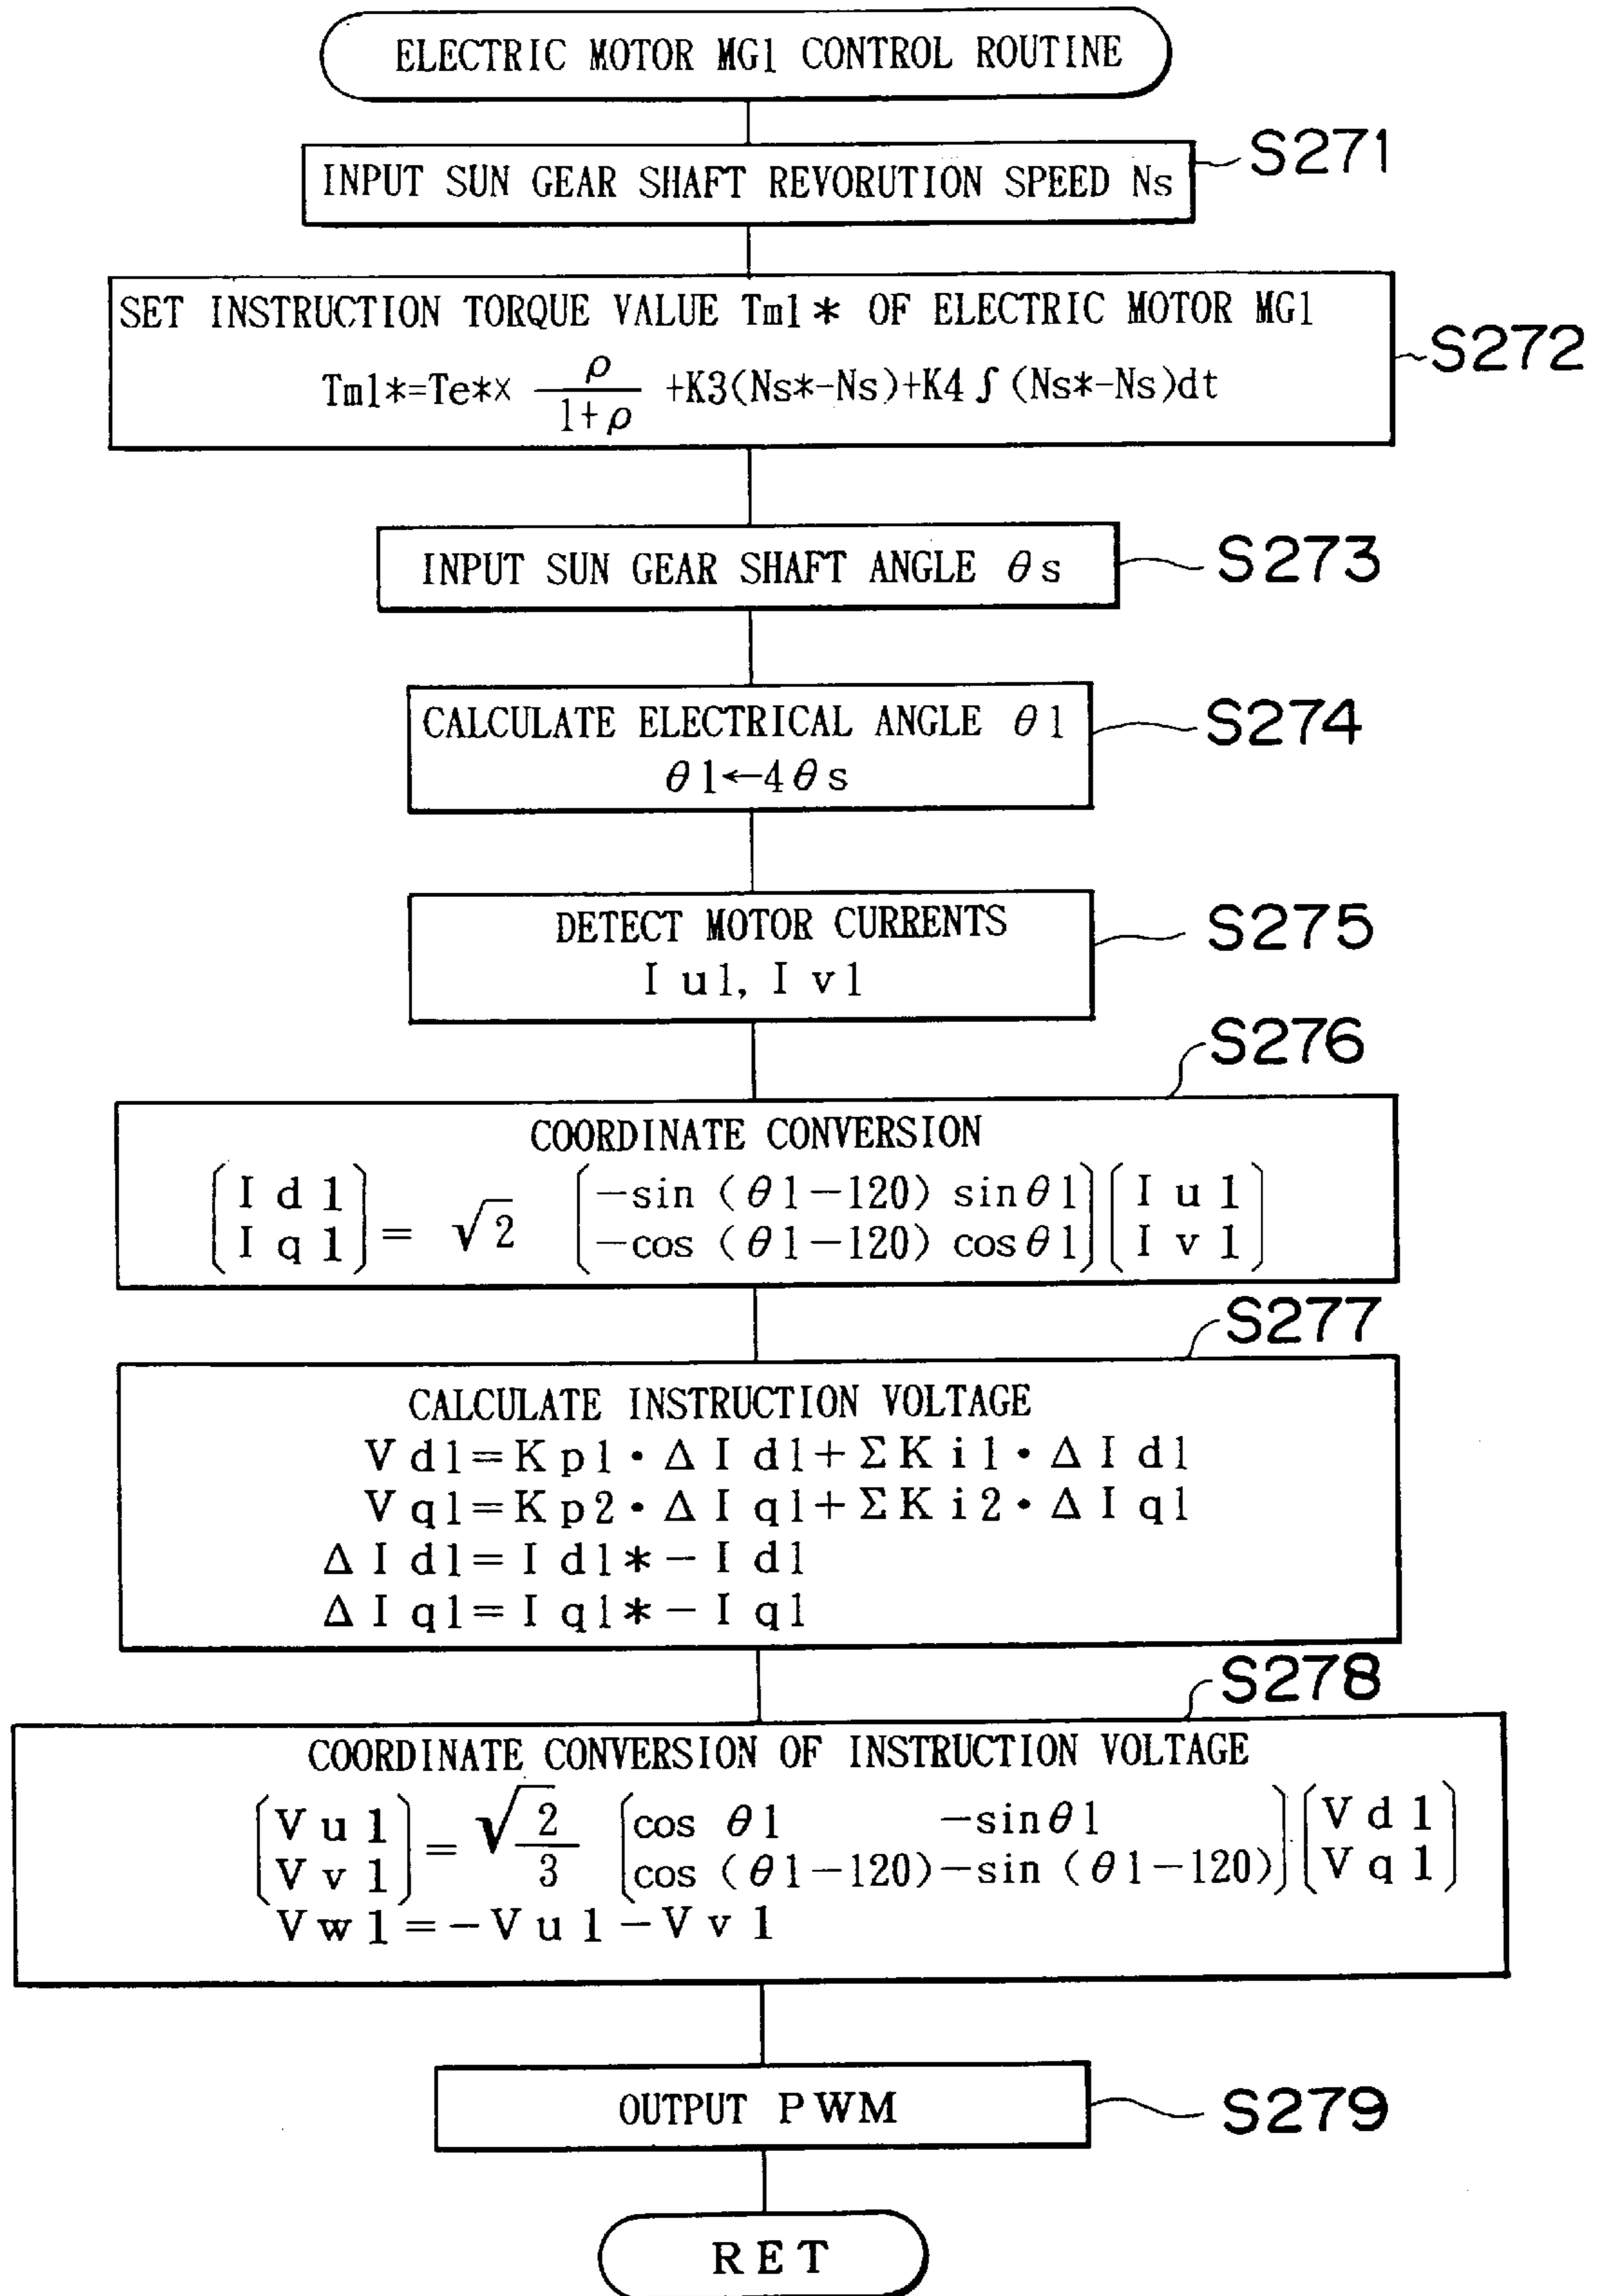 ELECTRIC MOTOR MG1 CONTROL ROUTINE
INPUT SUN GEAR SHAFT REVORUTION SPEED Ns
S271
SET INSTRUCTION TORQUE VALUE Tm1* OF ELECTRIC MOTOR MG1
Tm1*=Te*× ρ/1+ρ +K3(Ns*-Ns)+K4∫(Ns*-Ns)dt
S272
INPUT SUN GEAR SHAFT ANGLE θs
S273
CALCULATE ELECTRICAL ANGLE θ1
θ1←4θs
S274
DETECT MOTOR CURRENTS
Iu1, Iv1
S275
S276
COORDINATE CONVERSION
[Id1] = √2 [-sin (θ1-120) sinθ1] [Iu1]
[Iq1] [-cos (θ1-120) cosθ1] [Iv1]
S277
CALCULATE INSTRUCTION VOLTAGE
Vd1=Kp1·ΔId1+ΣKi1·ΔId1
Vq1=Kp2·ΔIq1+ΣKi2·ΔIq1
ΔId1=Id1*-Id1
ΔIq1=Iq1*-Iq1
S278
COORDINATE CONVERSION OF INSTRUCTION VOLTAGE
[Vu1] = √2/3 [cos θ1 -sinθ1] [Vd1]
[Vv1] [cos (θ1-120)-sin (θ1-120)] [Vq1]
Vw1=-Vu1-Vv1
OUTPUT PWM
S279
RET